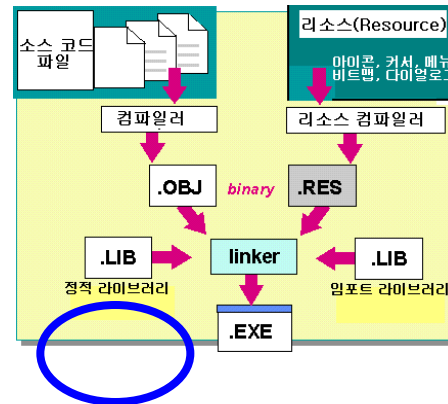 소스 코드
파일
리소스(Resource)
아이콘, 커서, 메뉴
비트맵, 다이얼로그
컴파일러
리소스 컴파일러
.OBJ
binary
.RES
.LIB
linker
.LIB
정적 라이브러리
임포트 라이브러리
.EXE